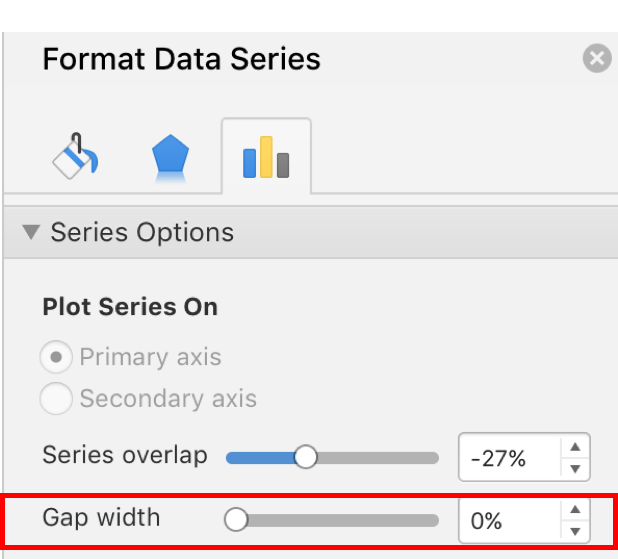 Format Data Series
Series Options
Plot Series On
Primary axis
Secondary axis
Series overlap -27%
Gap width 0%